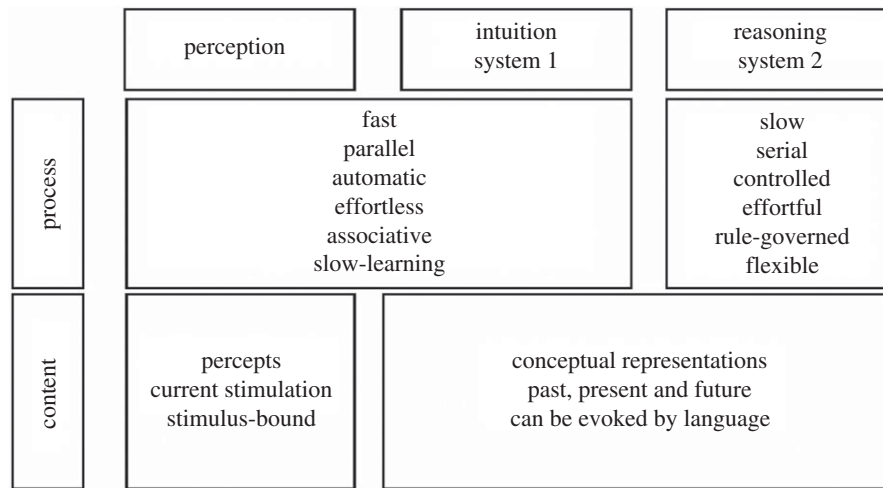 perception
intuition
system 1
reasoning
system 2
process
fast
parallel
automatic
effortless
associative
slow-learning
slow
serial
controlled
effortful
rule-governed
flexible
content
percepts
current stimulation
stimulus-bound
conceptual representations
past, present and future
can be evoked by language